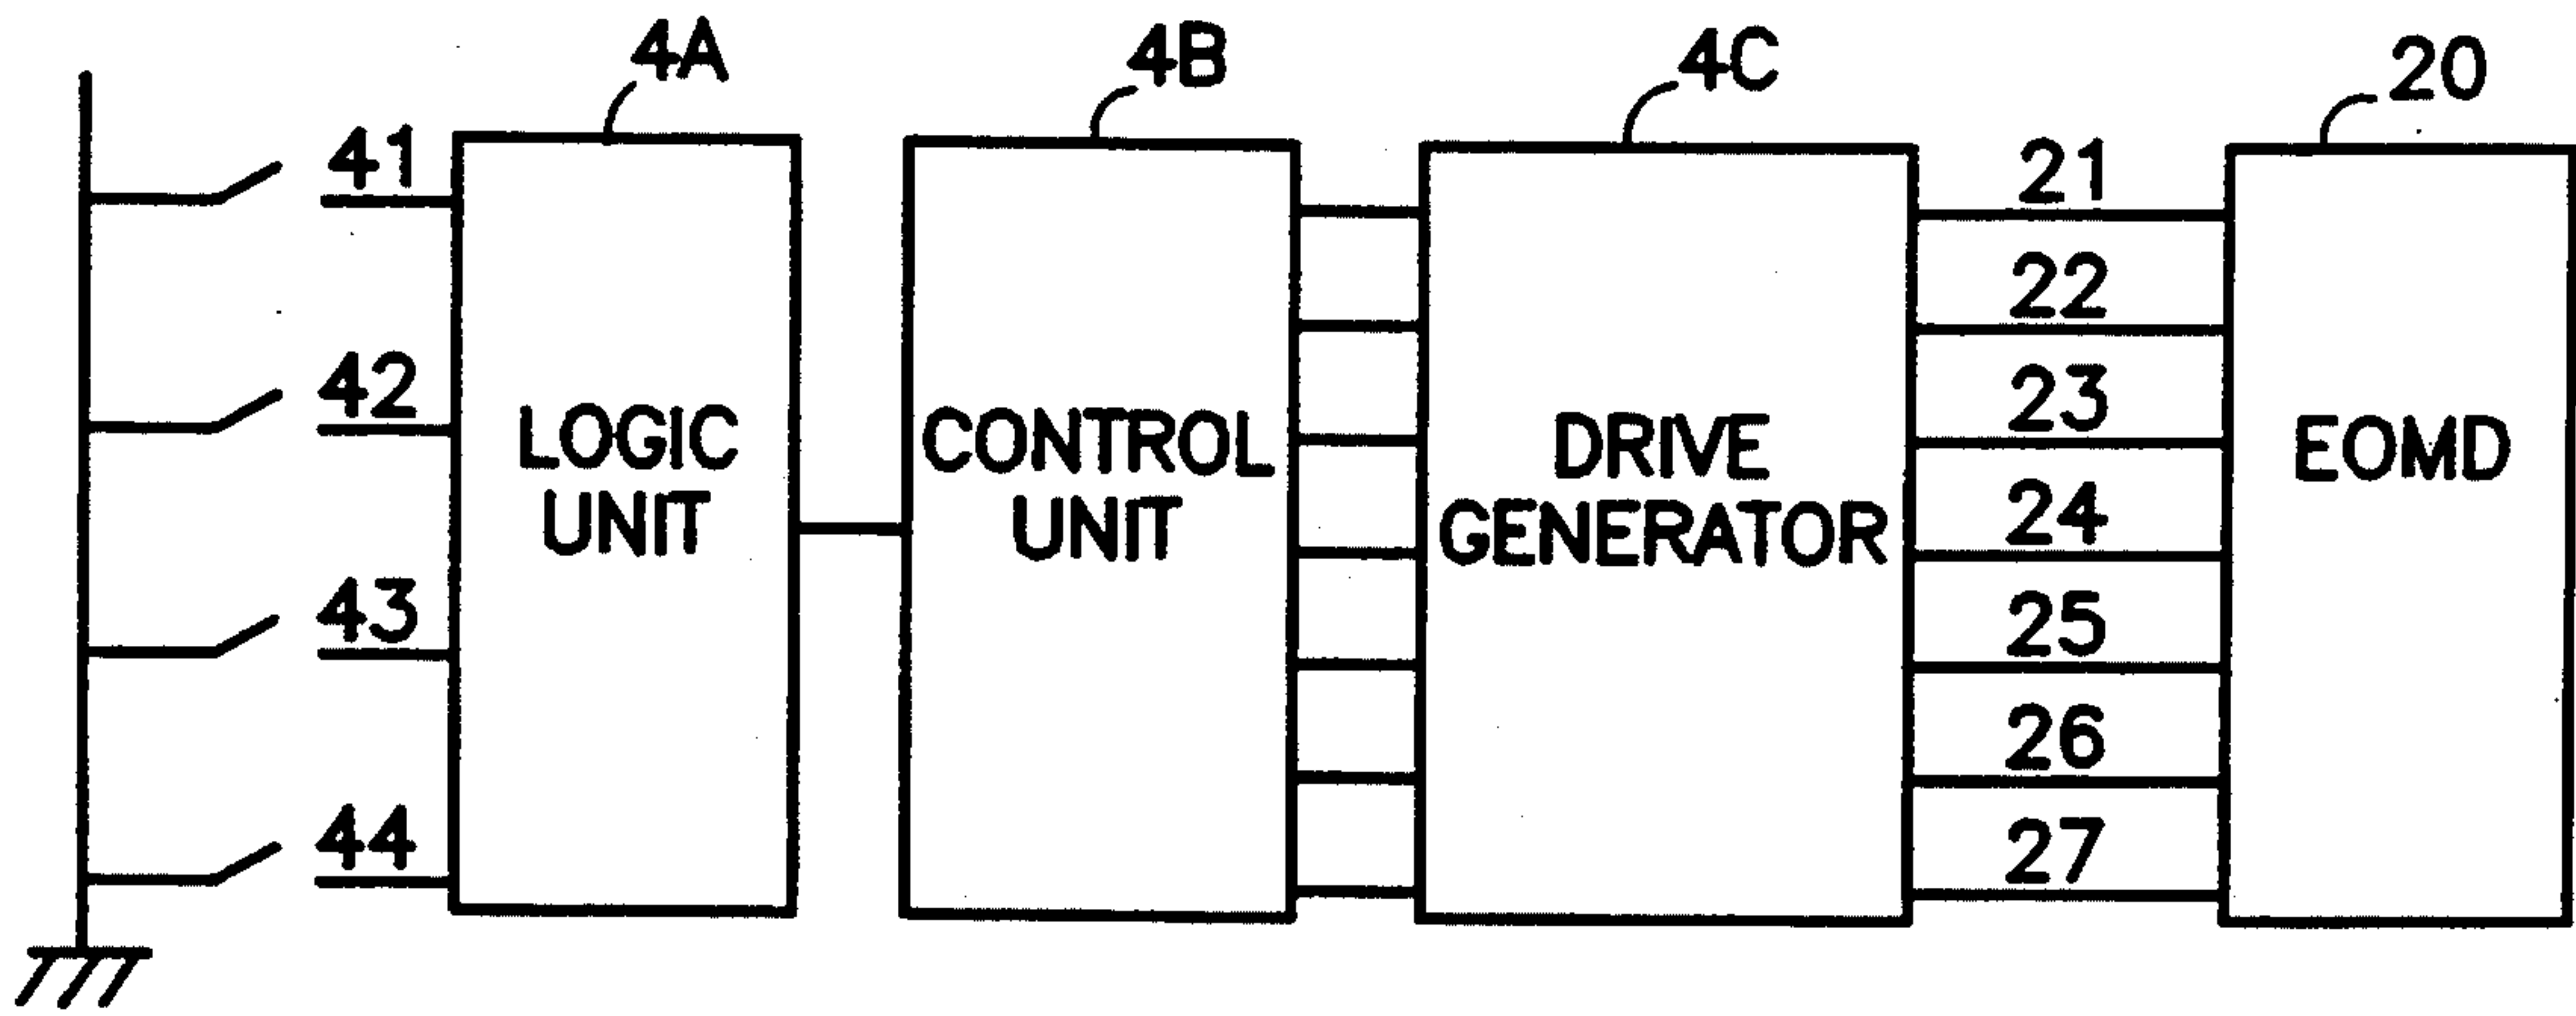 4A
4B
4C
20
41
42
43
44
LOGIC
UNIT
CONTROL
UNIT
DRIVE
GENERATOR
21
22
23
24
25
26
27
EOMD